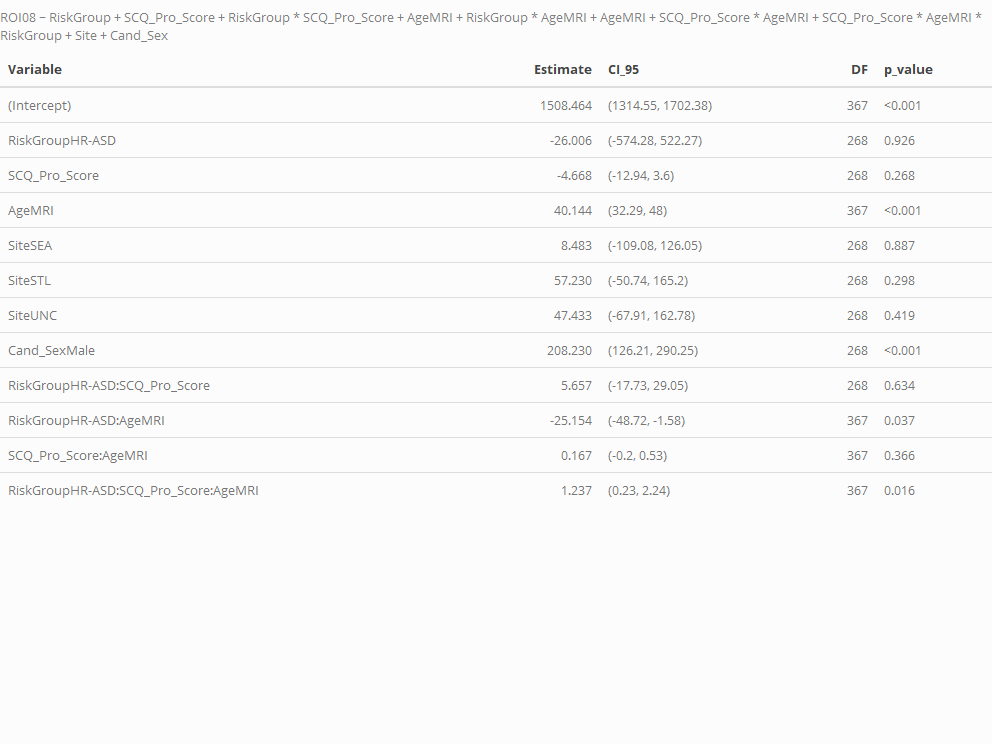 ROI08 ~ RiskGroup + SCQ_Pro_Score + RiskGroup * SCQ_Pro_Score + AgeMRI + RiskGroup * AgeMRI + AgeMRI + SCQ_Pro_Score * AgeMRI + SCQ_Pro_Score * AgeMRI *
RiskGroup + Site + Cand_Sex
Variable Estimate CI_95 DF p_value
(Intercept) 1508.464 (1314.55, 1702.38) 367 <0.001
RiskGroupHR-ASD -26.006 (-574.28, 522.27) 268 0.926
SCQ_Pro_Score -4.668 (-12.94, 3.6) 268 0.268
AgeMRI 40.144 (32.29, 48) 367 <0.001
SiteSEA 8.483 (-109.08, 126.05) 268 0.887
SiteSTL 57.230 (-50.74, 165.2) 268 0.298
SiteUNC 47.433 (-67.91, 162.78) 268 0.419
Cand_SexMale 208.230 (126.21, 290.25) 268 <0.001
RiskGroupHR-ASD:SCQ_Pro_Score 5.657 (-17.73, 29.05) 268 0.634
RiskGroupHR-ASD:AgeMRI -25.154 (-48.72, -1.58) 367 0.037
SCQ_Pro_Score:AgeMRI 0.167 (-0.2, 0.53) 367 0.366
RiskGroupHR-ASD:SCQ_Pro_Score:AgeMRI 1.237 (0.23, 2.24) 367 0.016